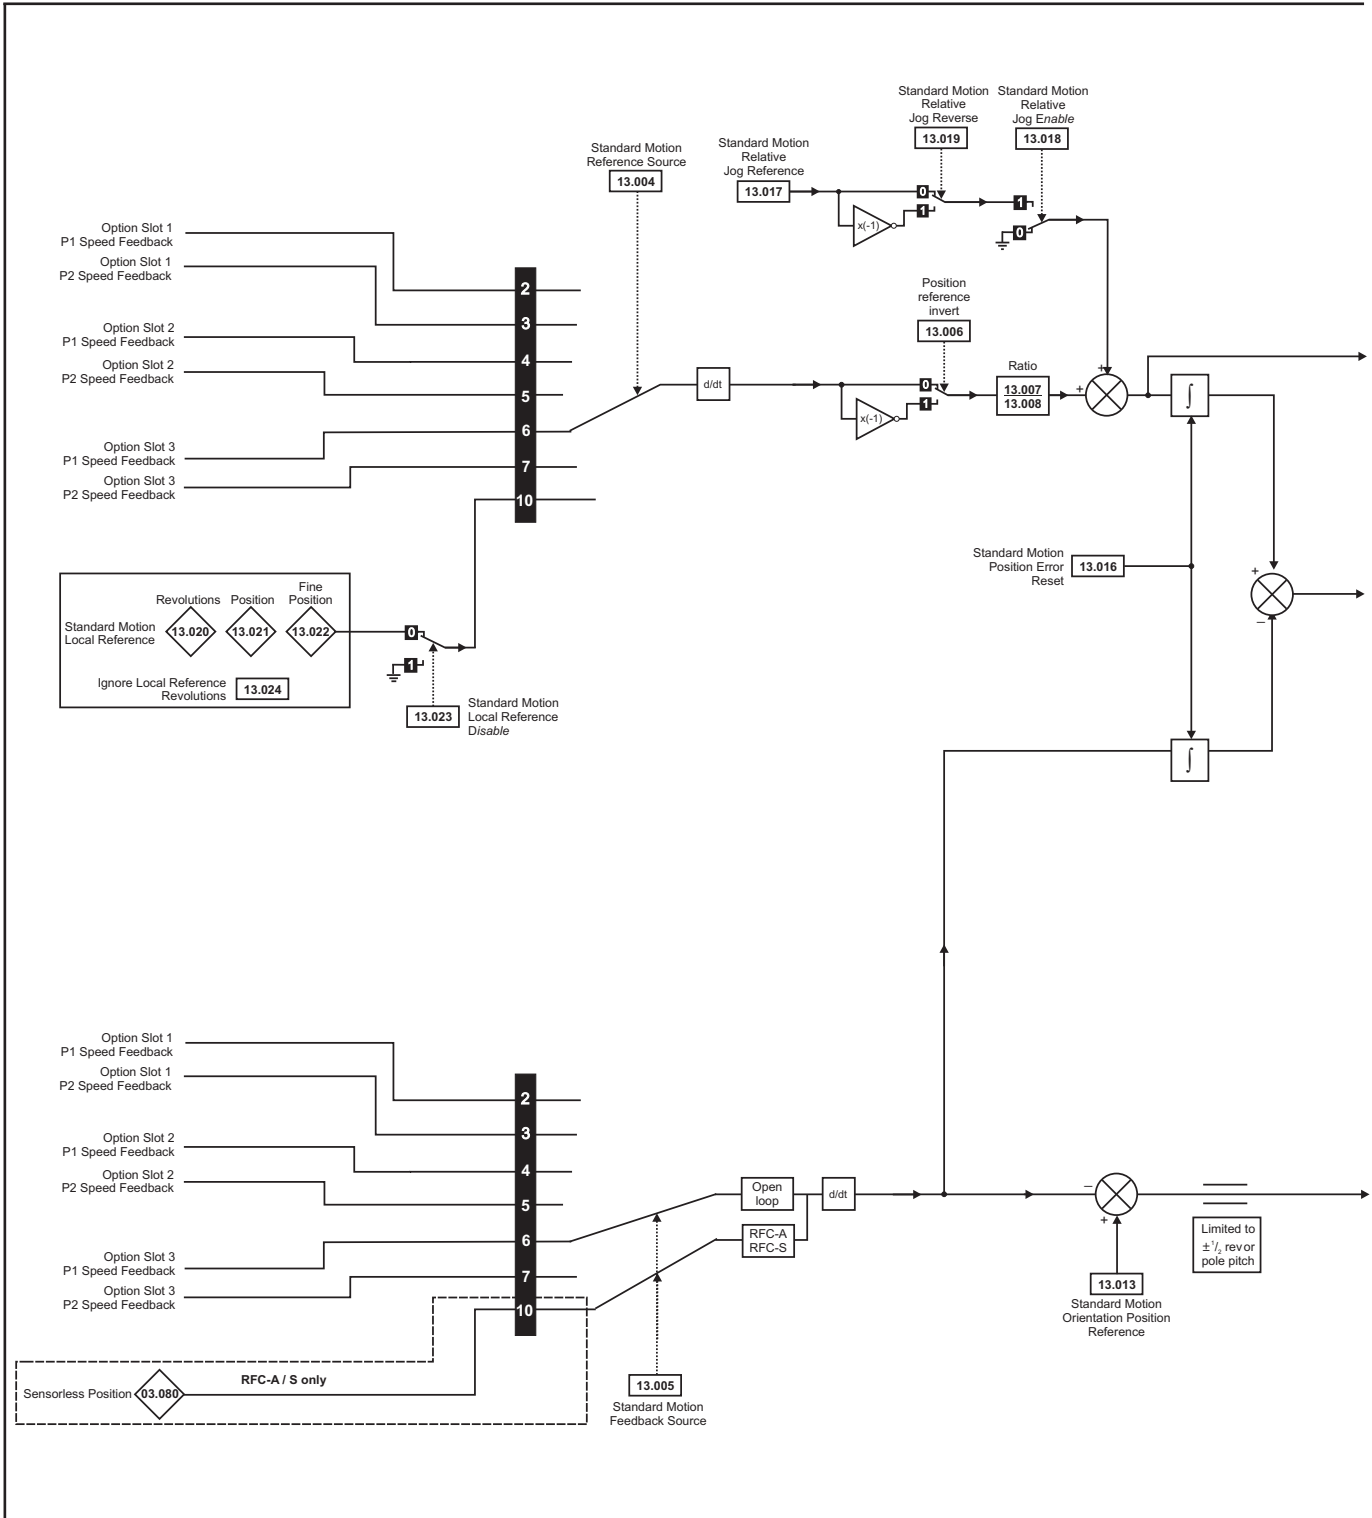 Standard Motion
Relative
Jog Reverse
13.019
Standard Motion
Relative
Jog Enable
13.018
Standard Motion
Reference Source
13.004
Standard Motion
Relative
Jog Reference
13.017
0
1
x(-1)
1
0
Option Slot 1
P1 Speed Feedback
Option Slot 1
P2 Speed Feedback
Option Slot 2
P1 Speed Feedback
Option Slot 2
P2 Speed Feedback
Option Slot 3
P1 Speed Feedback
Option Slot 3
P2 Speed Feedback
2
3
4
5
6
7
10
d/dt
Position
reference
invert
13.006
0
1
x(-1)
Ratio
13.007
13.008
+
+
∫
Standard Motion
Position Error
Reset
13.016
+
–
∫
Revolutions
Position
Fine
Position
Standard Motion
Local Reference
13.020
13.021
13.022
Ignore Local Reference
Revolutions
13.024
0
1
13.023
Standard Motion
Local Reference
Disable
Option Slot 1
P1 Speed Feedback
Option Slot 1
P2 Speed Feedback
Option Slot 2
P1 Speed Feedback
Option Slot 2
P2 Speed Feedback
Option Slot 3
P1 Speed Feedback
Option Slot 3
P2 Speed Feedback
2
3
4
5
6
7
10
Open
loop
RFC-A
RFC-S
d/dt
–
+
13.013
Standard Motion
Orientation Position
Reference
Limited to
±1/2 rev or
pole pitch
Sensorless Position
03.080
RFC-A / S only
13.005
Standard Motion
Feedback Source